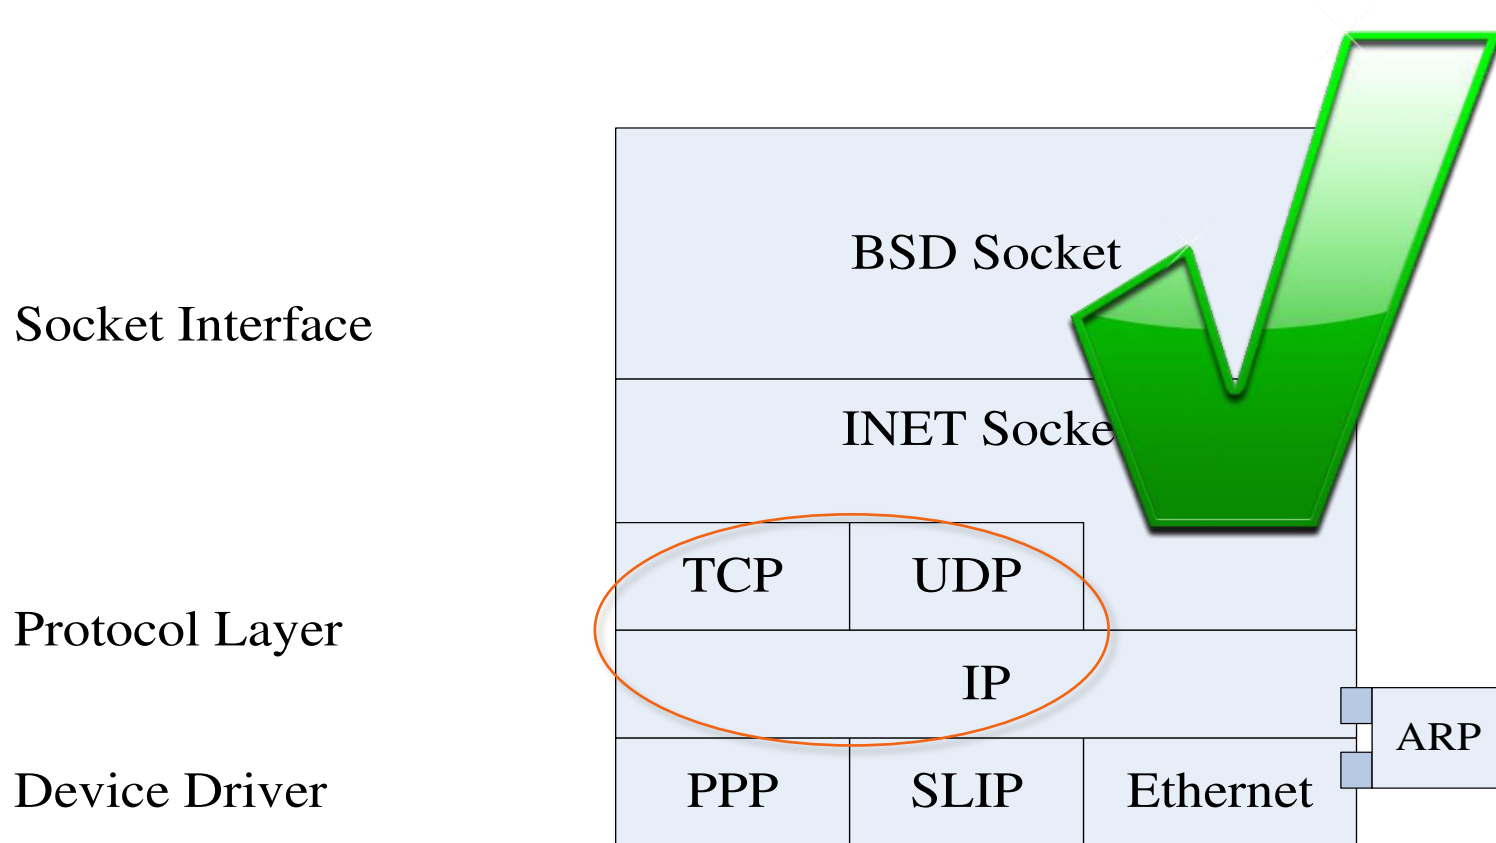 BSD Socket
Socket Interface
INET Socke
TCP
UDP
Protocol Layer
IP
ARP
Device Driver
PPP
SLIP
Ethernet